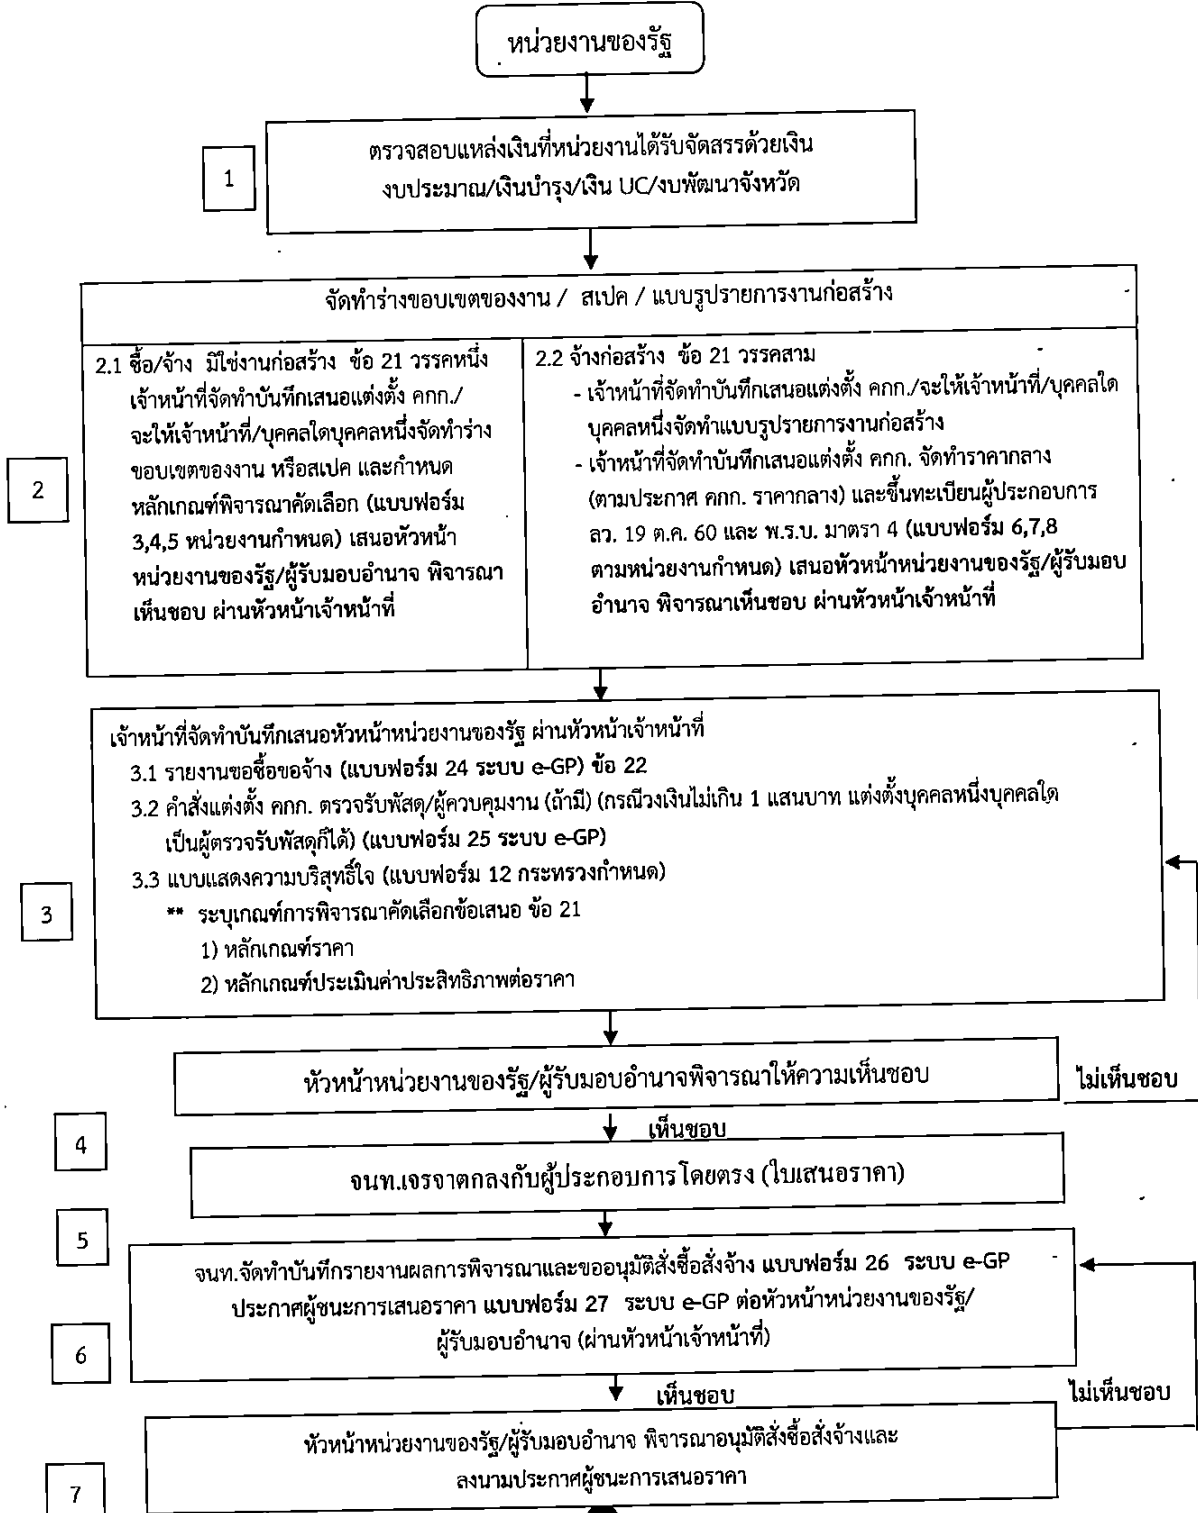 หน่วยงานของรัฐ
1
ตรวจสอบแหล่งเงินที่หน่วยงานได้รับจัดสรรด้วยเงิน
งบประมาณ/เงินบำรุง/เงิน UC/งบพัฒนาจังหวัด
จัดทำร่างขอบเขตของงาน / สเปค / แบบรูปรายการงานก่อสร้าง
2
2.1 ซื้อ/จ้าง มิใช่งานก่อสร้าง ข้อ 21 วรรคหนึ่ง
เจ้าหน้าที่จัดทำบันทึกเสนอแต่งตั้ง คกก./
จะให้เจ้าหน้าที่/บุคคลใดบุคคลหนึ่งจัดทำร่าง
ขอบเขตของงาน หรือสเปค และกำหนด
หลักเกณฑ์พิจารณาคัดเลือก (แบบฟอร์ม
3,4,5 หน่วยงานกำหนด) เสนอหัวหน้า
หน่วยงานของรัฐ/ผู้รับมอบอำนาจ พิจารณา
เห็นชอบ ผ่านหัวหน้าเจ้าหน้าที่
2.2 จ้างก่อสร้าง ข้อ 21 วรรคสาม
- เจ้าหน้าที่จัดทำบันทึกเสนอแต่งตั้ง คกก./จะให้เจ้าหน้าที่/บุคคลใด
บุคคลหนึ่งจัดทำแบบรูปรายการงานก่อสร้าง
- เจ้าหน้าที่จัดทำบันทึกเสนอแต่งตั้ง คกก. จัดทำราคากลาง
(ตามประกาศ คกก. ราคากลาง) และขึ้นทะเบียนผู้ประกอบการ
ลว. 19 ต.ค. 60 และ พ.ร.บ. มาตรา 4 (แบบฟอร์ม 6,7,8
ตามหน่วยงานกำหนด) เสนอหัวหน้าหน่วยงานของรัฐ/ผู้รับมอบ
อำนาจ พิจารณาเห็นชอบ ผ่านหัวหน้าเจ้าหน้าที่
3
เจ้าหน้าที่จัดทำบันทึกเสนอหัวหน้าหน่วยงานของรัฐ ผ่านหัวหน้าเจ้าหน้าที่
3.1 รายงานขอซื้อขอจ้าง (แบบฟอร์ม 24 ระบบ e-GP) ข้อ 22
3.2 คำสั่งแต่งตั้ง คกก. ตรวจรับพัสดุ/ผู้ควบคุมงาน (ถ้ามี) (กรณีวงเงินไม่เกิน 1 แสนบาท แต่งตั้งบุคคลหนึ่งบุคคลใด
เป็นผู้ตรวจรับพัสดุก็ได้) (แบบฟอร์ม 25 ระบบ e-GP)
3.3 แบบแสดงความบริสุทธิ์ใจ (แบบฟอร์ม 12 กระทรวงกำหนด)
** ระบุเกณฑ์การพิจารณาคัดเลือกข้อเสนอ ข้อ 21
1) หลักเกณฑ์ราคา
2) หลักเกณฑ์ประเมินค่าประสิทธิภาพต่อราคา
หัวหน้าหน่วยงานของรัฐ/ผู้รับมอบอำนาจพิจารณาให้ความเห็นชอบ
ไม่เห็นชอบ
4
เห็นชอบ
จนท.เจรจาตกลงกับผู้ประกอบการโดยตรง (ใบเสนอราคา)
5
จนท.จัดทำบันทึกรายงานผลการพิจารณาและขออนุมัติสั่งซื้อสั่งจ้าง แบบฟอร์ม 26 ระบบ e-GP
ประกาศผู้ชนะการเสนอราคา แบบฟอร์ม 27 ระบบ e-GP ต่อหัวหน้าหน่วยงานของรัฐ/
ผู้รับมอบอำนาจ (ผ่านหัวหน้าเจ้าหน้าที่)
6
เห็นชอบ
ไม่เห็นชอบ
หัวหน้าหน่วยงานของรัฐ/ผู้รับมอบอำนาจ พิจารณาอนุมัติสั่งซื้อสั่งจ้างและ
ลงนามประกาศผู้ชนะการเสนอราคา
7